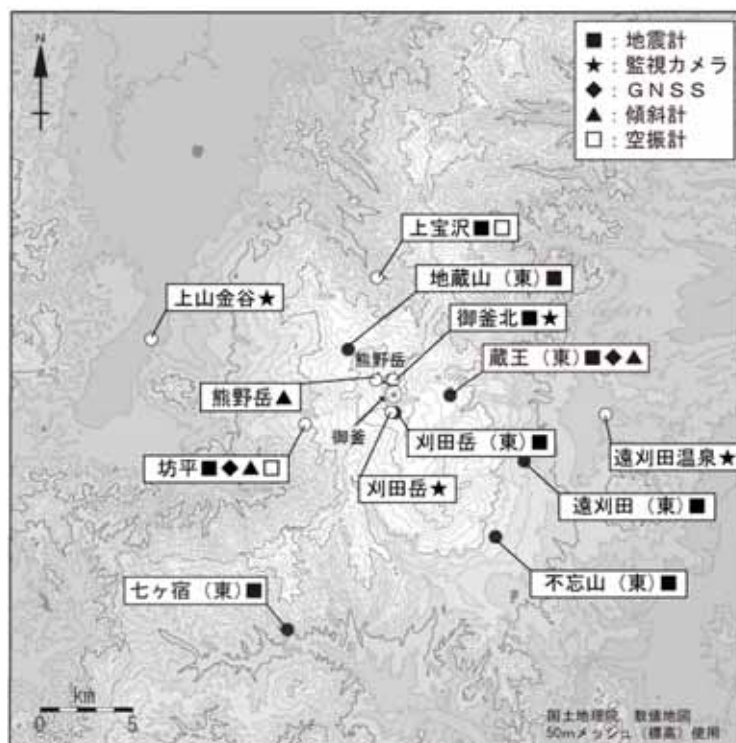 N
■：地震計
★：監視カメラ
◆：ＧＮＳＳ
▲：傾斜計
□：空振計
上宝沢■□
地蔵山（東）■
上山金谷★
御釜北■★
熊野岳
蔵王（東）■◆▲
熊野岳▲
御釜
刈田岳（東）■
遠刈田温泉★
坊平■◆▲□
刈田岳★
遠刈田（東）■
不忘山（東）■
七ヶ宿（東）■
km
0 5
国土地理院 数値地図
50mメッシュ（標高）使用